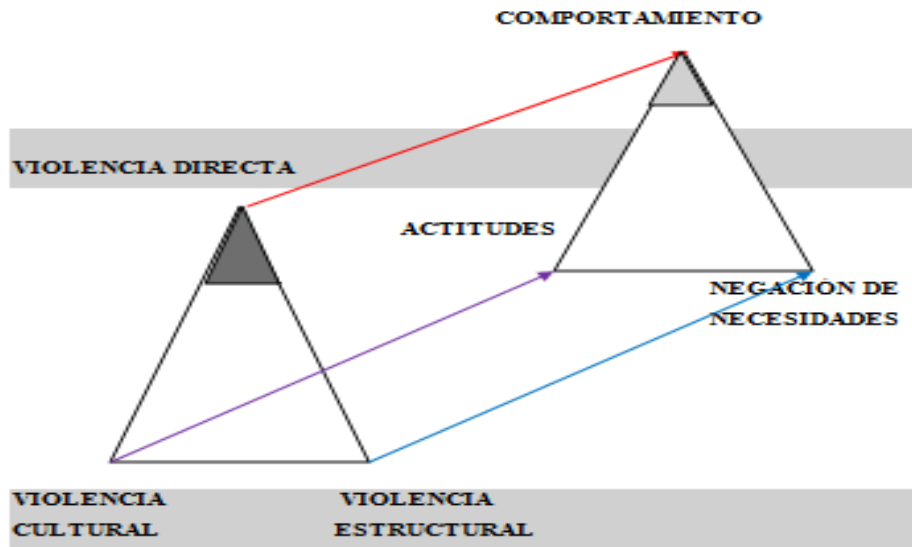 COMPORTAMIENTO
VIOLENCIA DIRECTA
ACTITUDES
NEGACIÓN DE
NECESIDADES
VIOLENCIA
CULTURAL
VIOLENCIA
ESTRUCTURAL